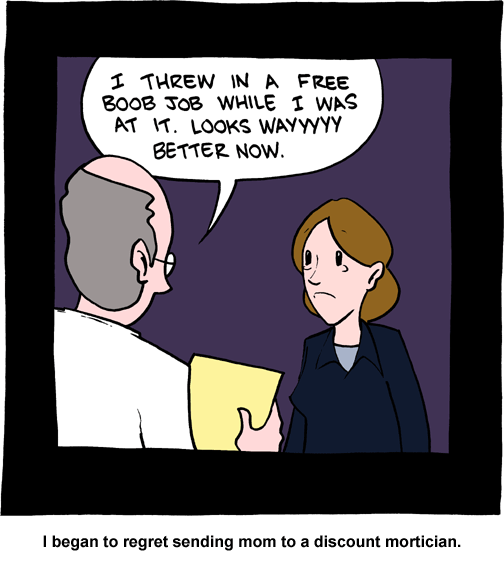 I THREW IN A FREE
BOOB JOB WHILE I WAS
AT IT. LOOKS WAYYYYY
BETTER NOW.
I began to regret sending mom to a discount mortician.